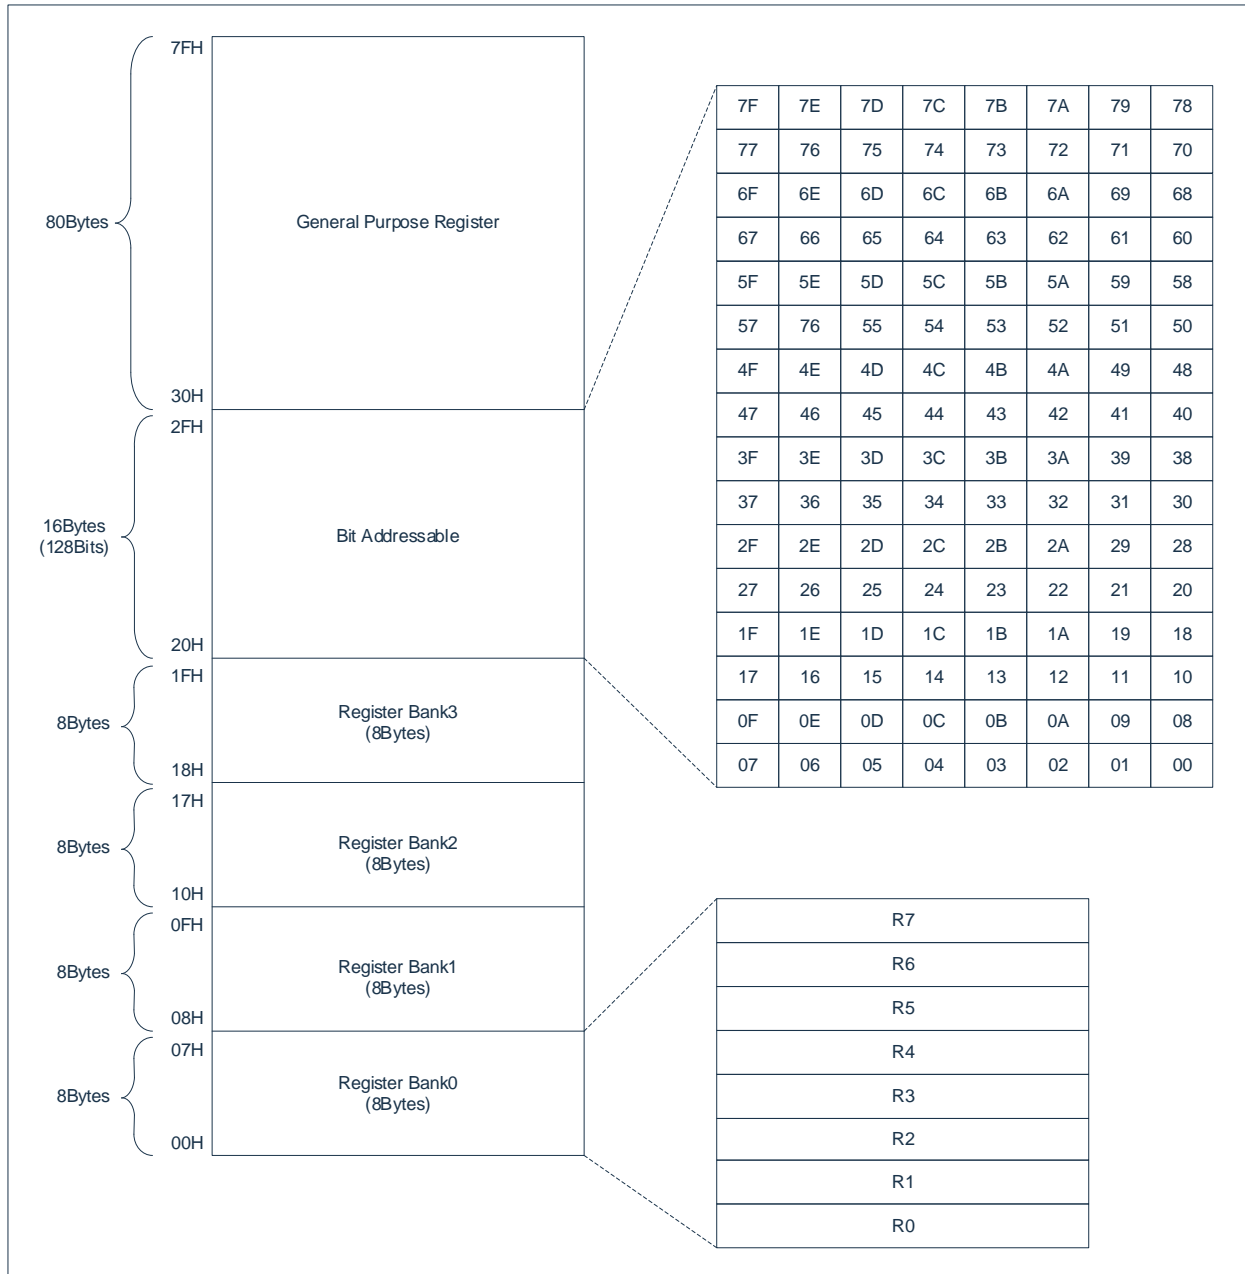 7FH
80Bytes
General Purpose Register
30H
2FH
16Bytes
(128Bits)
Bit Addressable
20H
1FH
8Bytes
Register Bank3
(8Bytes)
18H
17H
8Bytes
Register Bank2
(8Bytes)
10H
0FH
8Bytes
Register Bank1
(8Bytes)
08H
07H
8Bytes
Register Bank0
(8Bytes)
00H
7F 7E 7D 7C 7B 7A 79 78
77 76 75 74 73 72 71 70
6F 6E 6D 6C 6B 6A 69 68
67 66 65 64 63 62 61 60
5F 5E 5D 5C 5B 5A 59 58
57 76 55 54 53 52 51 50
4F 4E 4D 4C 4B 4A 49 48
47 46 45 44 43 42 41 40
3F 3E 3D 3C 3B 3A 39 38
37 36 35 34 33 32 31 30
2F 2E 2D 2C 2B 2A 29 28
27 26 25 24 23 22 21 20
1F 1E 1D 1C 1B 1A 19 18
17 16 15 14 13 12 11 10
0F 0E 0D 0C 0B 0A 09 08
07 06 05 04 03 02 01 00
R7
R6
R5
R4
R3
R2
R1
R0